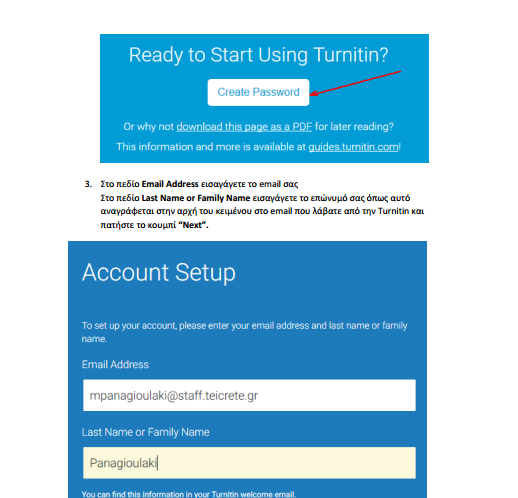 Ready to Start Using Turnitin?
Create Password
Or why not download this page as a PDF for later reading?
This information and more is available at guides.turnitin.com!
3. Στο πεδίο Email Address εισαγάγετε το email σας
Στο πεδίο Last Name or Family Name εισαγάγετε το επώνυμό σας όπως αυτό
αναγράφεται στην αρχή του κειμένου στο email που λάβατε από την Turnitin και
πατήστε το κουμπί “Next”.
Account Setup
To set up your account, please enter your email address and last name or family
name.
Email Address
mpanagioulaki@staff.teicrete.gr
Last Name or Family Name
Panagioulaki
You can find this information in your Turnitin welcome email.